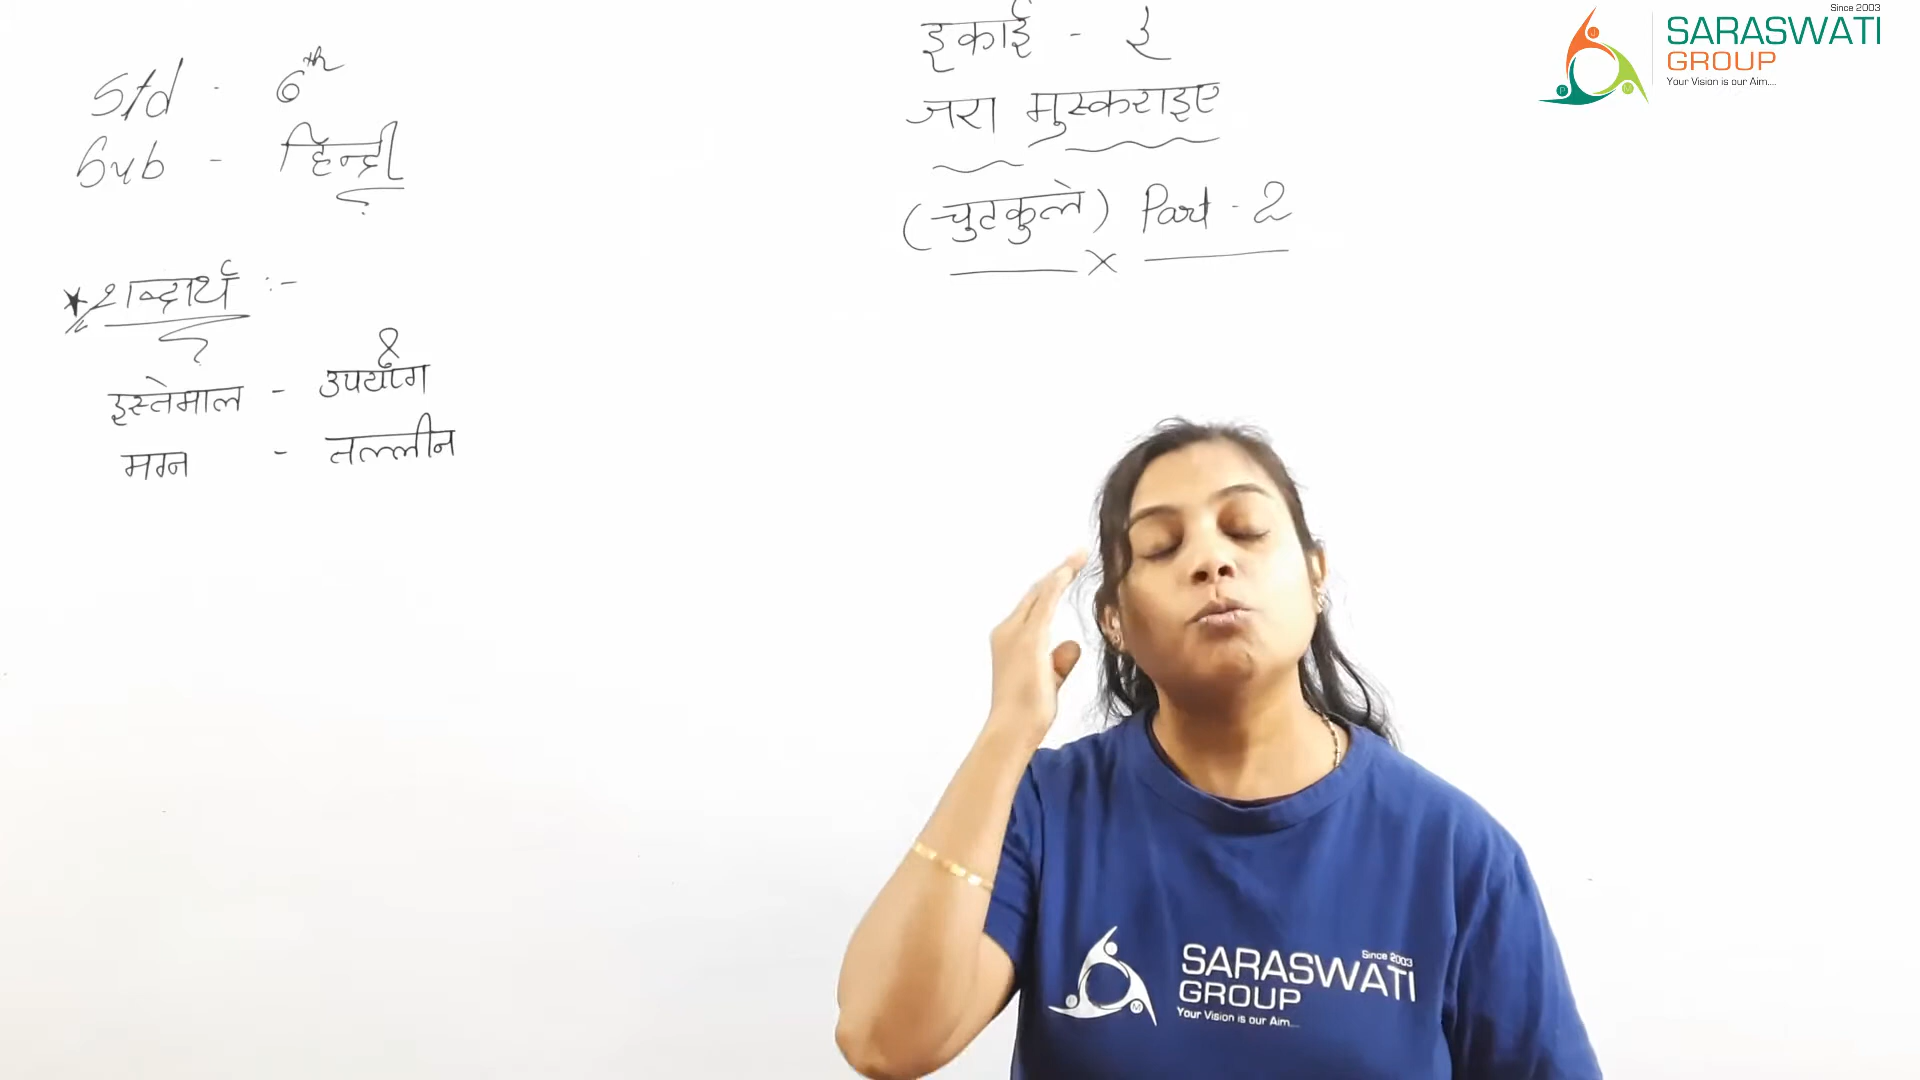 Std - 6th
Sub - हिन्दी
इकाई - ३
जरा मुस्कराइए
(चुटकुले) Part - 2
Since 2003
SARASWATI
GROUP
Your Vision is our Aim....
शब्दार्थ :-
इस्तेमाल - उपयोग
मग्न - तल्लीन
Since 2003
SARASWATI
GROUP
Your Vision is our Aim....